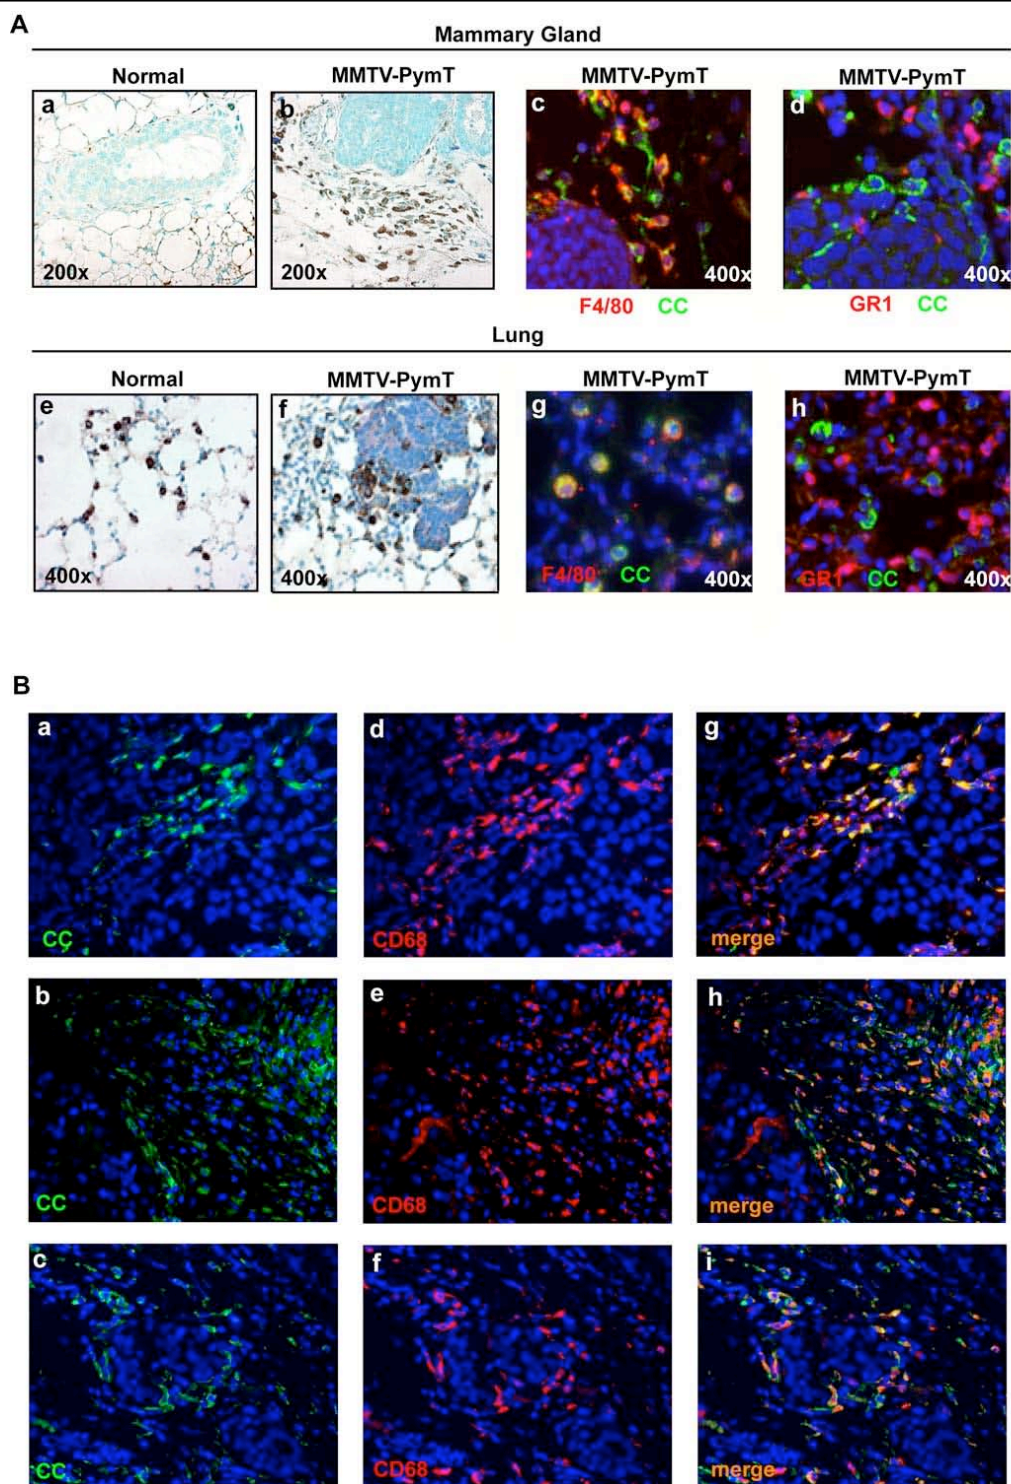 A
Mammary Gland
Normal MMTV-PymT MMTV-PymT MMTV-PymT
a b c d
200x 200x 400x 400x
F4/80 CC GR1 CC
Lung
Normal MMTV-PymT MMTV-PymT MMTV-PymT
e f g h
400x 400x F4/80 CC 400x GR1 CC 400x
B
a d g
CC CD68 merge
b e h
CC CD68 merge
c f i
CC CD68 merge